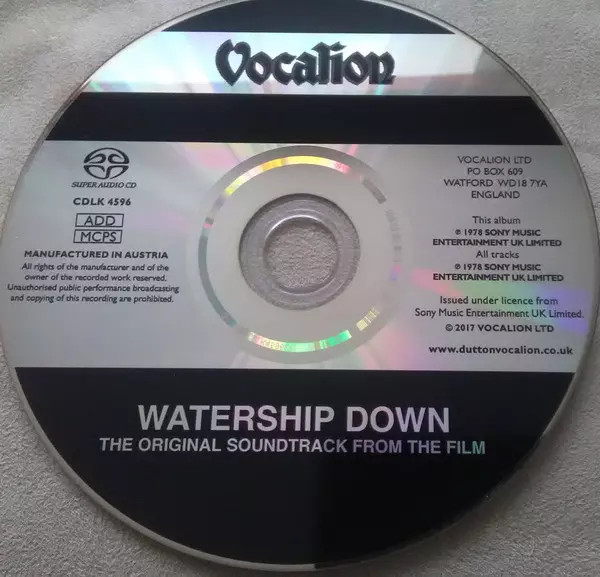 Vocalion
SUPER AUDIO CD
CDLK 4596
ADD
MCPS
MANUFACTURED IN AUSTRIA
All rights of the manufacturer and of the
owner of the recorded work reserved.
Unauthorised public performance broadcasting
and copying of this recording are prohibited.
VOCALION LTD
PO BOX 609
WATFORD WD18 7YA
ENGLAND
This album
℗ 1978 SONY MUSIC
ENTERTAINMENT UK LIMITED
All tracks
℗ 1978 SONY MUSIC
ENTERTAINMENT UK LIMITED
Issued under licence from
Sony Music Entertainment UK Limited.
© 2017 VOCALION LTD
www.duttonvocalion.co.uk
WATERSHIP DOWN
THE ORIGINAL SOUNDTRACK FROM THE FILM